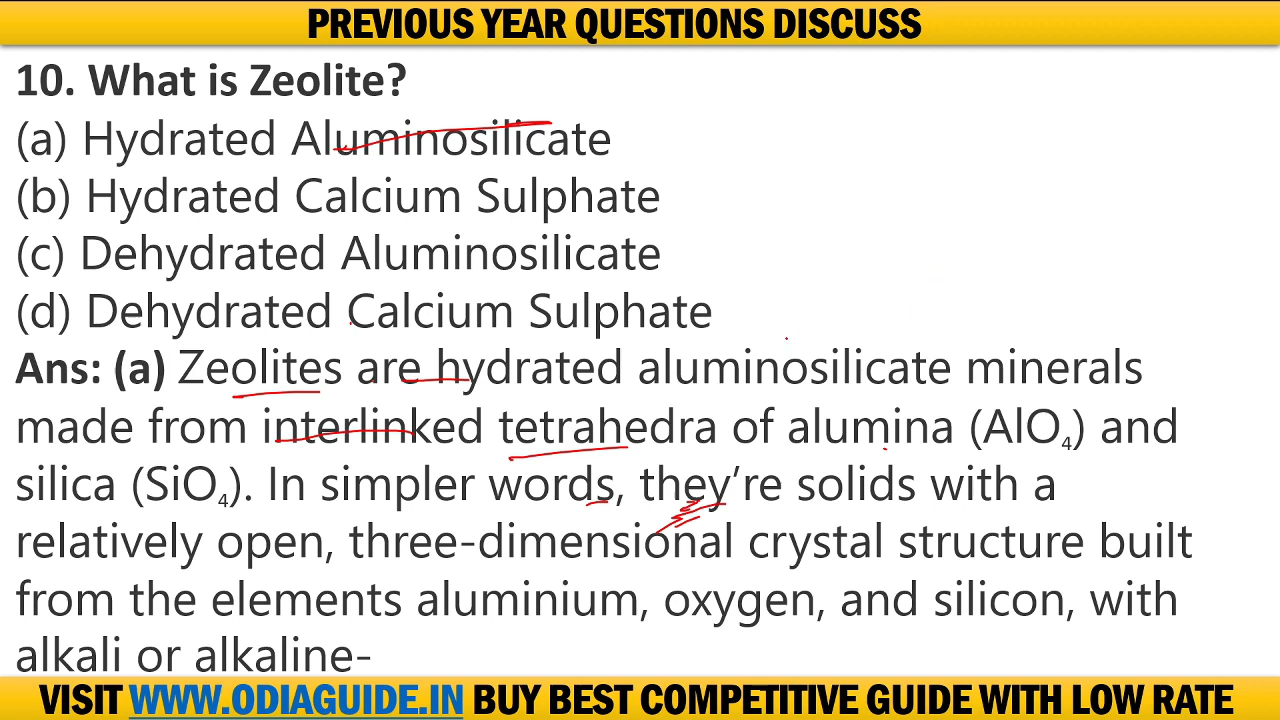 PREVIOUS YEAR QUESTIONS DISCUSS
10. What is Zeolite?
(a) Hydrated Aluminosilicate
(b) Hydrated Calcium Sulphate
(c) Dehydrated Aluminosilicate
(d) Dehydrated Calcium Sulphate
Ans: (a) Zeolites are hydrated aluminosilicate minerals
made from interlinked tetrahedra of alumina (AlO₄) and
silica (SiO₄). In simpler words, they’re solids with a
relatively open, three-dimensional crystal structure built
from the elements aluminium, oxygen, and silicon, with
alkali or alkaline-
VISIT WWW.ODIAGUIDE.IN BUY BEST COMPETITIVE GUIDE WITH LOW RATE